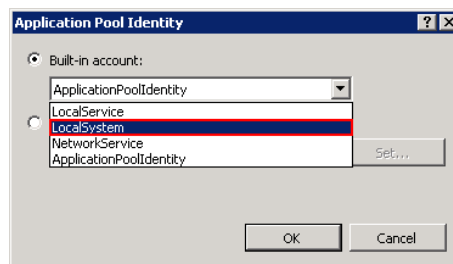 Application Pool Identity
Built-in account:
ApplicationPoolIdentity
LocalService
LocalSystem
NetworkService
ApplicationPoolIdentity
Set...
OK
Cancel